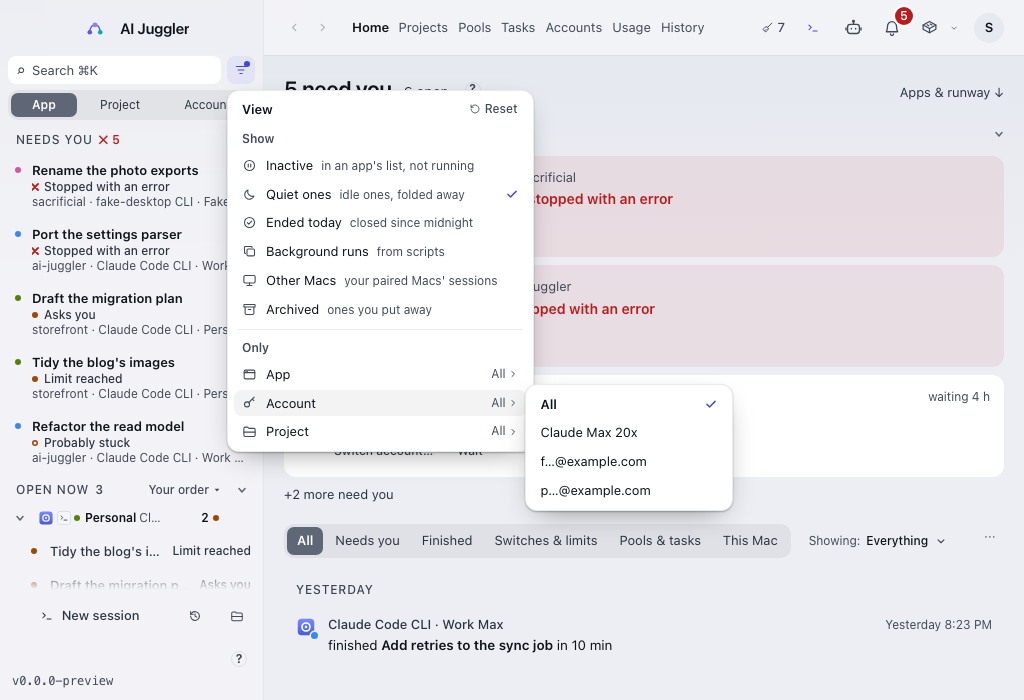 AI Juggler
Home Projects Pools Tasks Accounts Usage History
7
5
S
Search ⌘K
App Project Accoun
NEEDS YOU ✕ 5
Rename the photo exports
Stopped with an error
sacrificial · fake-desktop CLI · Fake
Port the settings parser
Stopped with an error
ai-juggler · Claude Code CLI · Work
Draft the migration plan
Asks you
storefront · Claude Code CLI · Pers
Tidy the blog's images
Limit reached
storefront · Claude Code CLI · Pers
Refactor the read model
Probably stuck
ai-juggler · Claude Code CLI · Work ...
OPEN NOW 3 Your order
Personal Cl... 2
Tidy the blog's i... Limit reached
Draft the migration p... Asks you
New session
?
v0.0.0-preview
5 need you 6 open ?
Apps & runway ↓
View Reset
Show
Inactive in an app's list, not running
Quiet ones idle ones, folded away
Ended today closed since midnight
Background runs from scripts
Other Macs your paired Macs' sessions
Archived ones you put away
Only
App All ›
Account All ›
Project All ›
All
Claude Max 20x
f...@example.com
p...@example.com
crificial
topped with an error
uggler
pped with an error
waiting 4 h
Switch account... Wait
+2 more need you
All Needs you Finished Switches & limits Pools & tasks This Mac Showing: Everything ...
YESTERDAY
Claude Code CLI · Work Max Yesterday 8:23 PM
finished Add retries to the sync job in 10 min